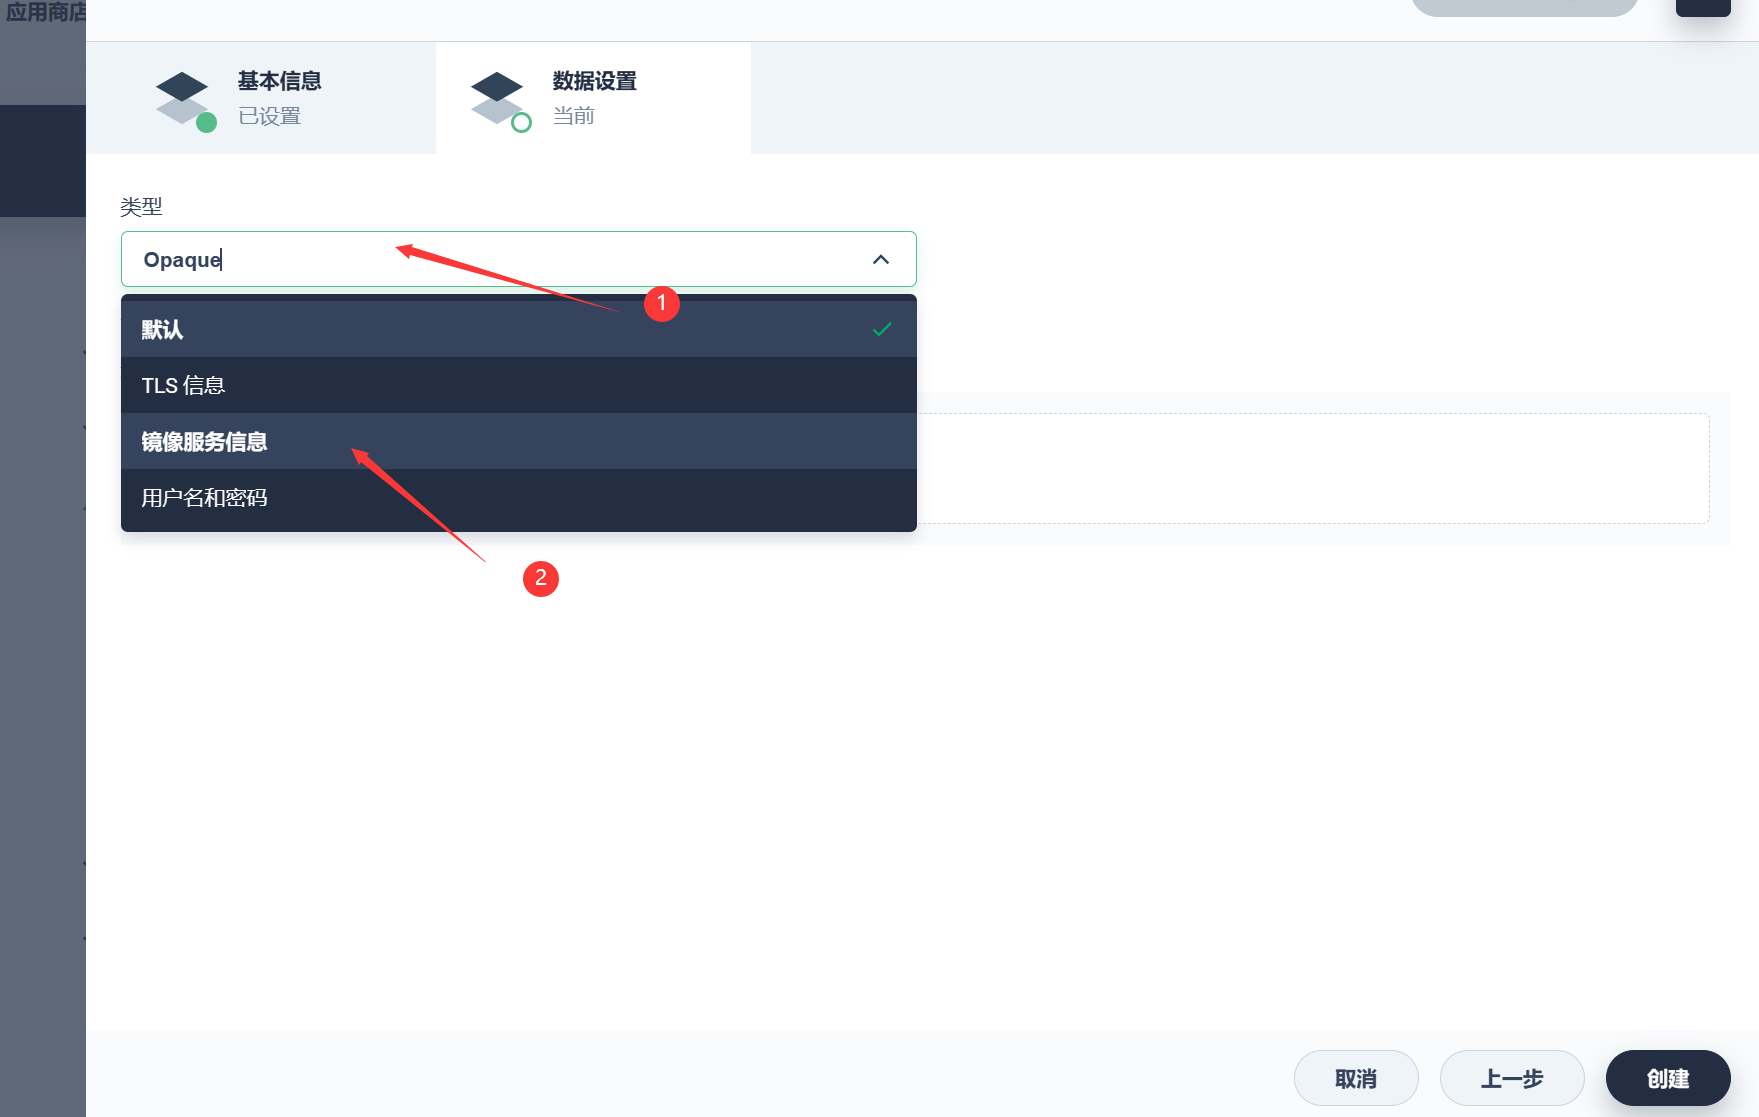 应用商店
基本信息
已设置
数据设置
当前
类型
Opaque
1
默认
TLS 信息
镜像服务信息
用户名和密码
2
取消
上一步
创建